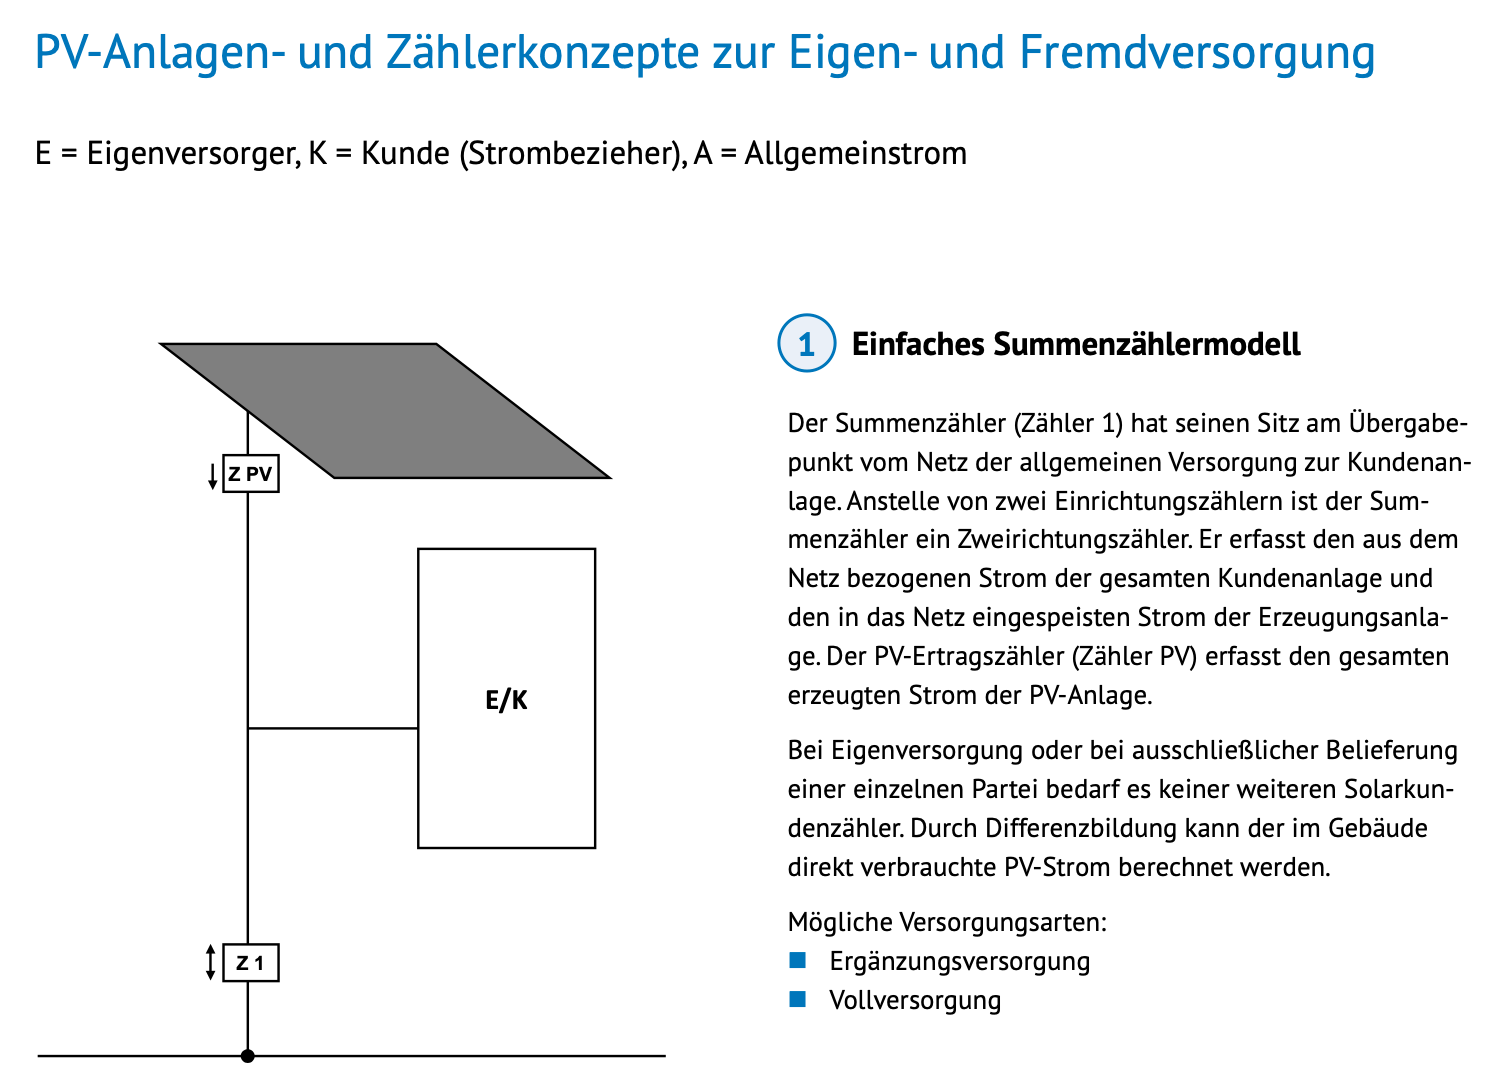 PV-Anlagen- und Zählerkonzepte zur Eigen- und Fremdversorgung
E = Eigenversorger, K = Kunde (Strombezieher), A = Allgemeinstrom
Z PV
E/K
Z 1
1 Einfaches Summenzählermodell
Der Summenzähler (Zähler 1) hat seinen Sitz am Übergabe-
punkt vom Netz der allgemeinen Versorgung zur Kundenan-
lage. Anstelle von zwei Einrichtungszählern ist der Sum-
menzähler ein Zweirichtungszähler. Er erfasst den aus dem
Netz bezogenen Strom der gesamten Kundenanlage und
den in das Netz eingespeisten Strom der Erzeugungsanla-
ge. Der PV-Ertragszähler (Zähler PV) erfasst den gesamten
erzeugten Strom der PV-Anlage.
Bei Eigenversorgung oder bei ausschließlicher Belieferung
einer einzelnen Partei bedarf es keiner weiteren Solarkun-
denzähler. Durch Differenzbildung kann der im Gebäude
direkt verbrauchte PV-Strom berechnet werden.
Mögliche Versorgungsarten:
Ergänzungsversorgung
Vollversorgung